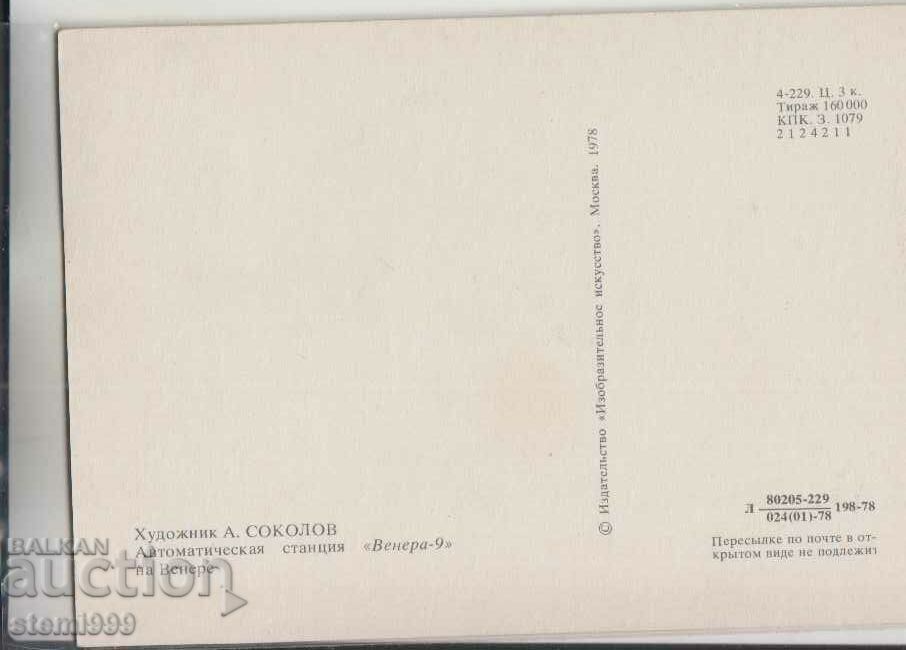 4-229. Ц. 3 к.
Тираж 160 000
КПК. З. 1079
2 1 2 4 2 1 1
© Издательство «Изобразительное искусство». Москва. 1978
Художник А. СОКОЛОВ
Автоматическая станция «Венера-9»
на Венере
Л 80205-229 198-78
024(01)-78
Пересылке по почте в от-
крытом виде не подлежит
BALKAN
auction
stemi999